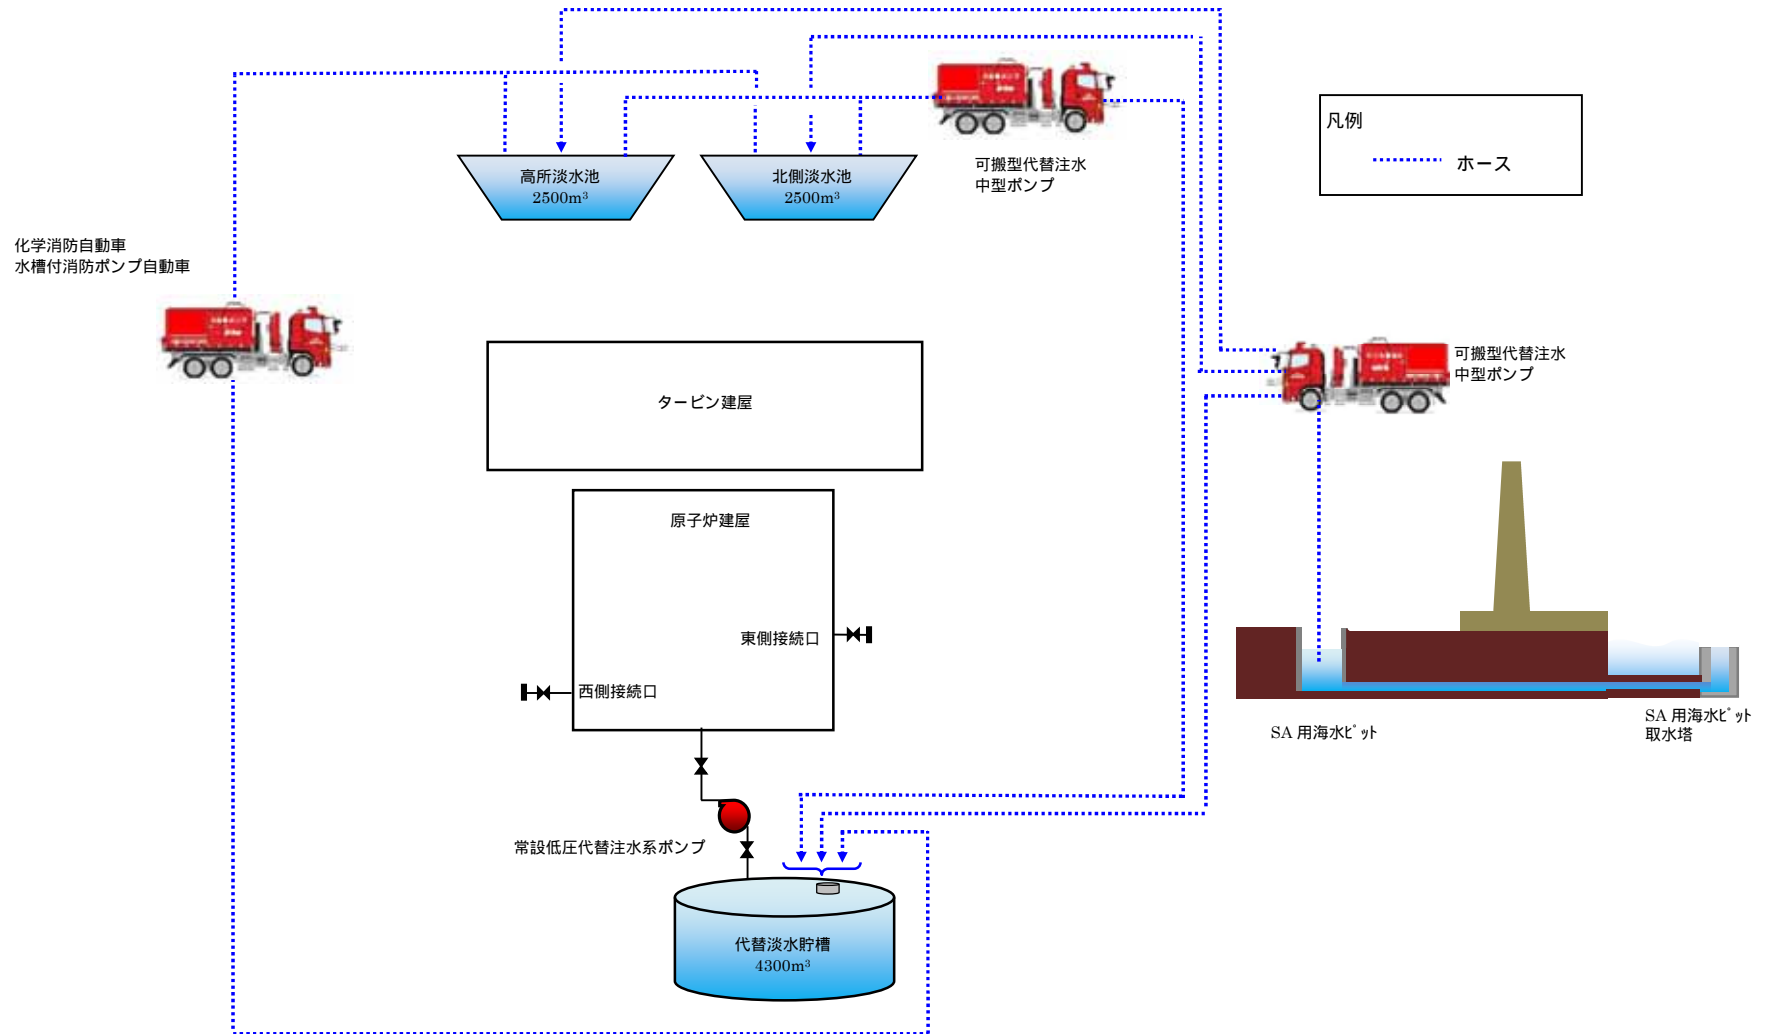 可搬型代替注水
中型ポンプ
凡例
ホース
高所淡水池
2500m³
北側淡水池
2500m³
化学消防自動車
水槽付消防ポンプ自動車
可搬型代替注水
中型ポンプ
タービン建屋
原子炉建屋
東側接続口
西側接続口
SA 用海水ﾋﾟｯﾄ
SA 用海水ﾋﾟｯﾄ
取水塔
常設低圧代替注水系ポンプ
代替淡水貯槽
4300m³